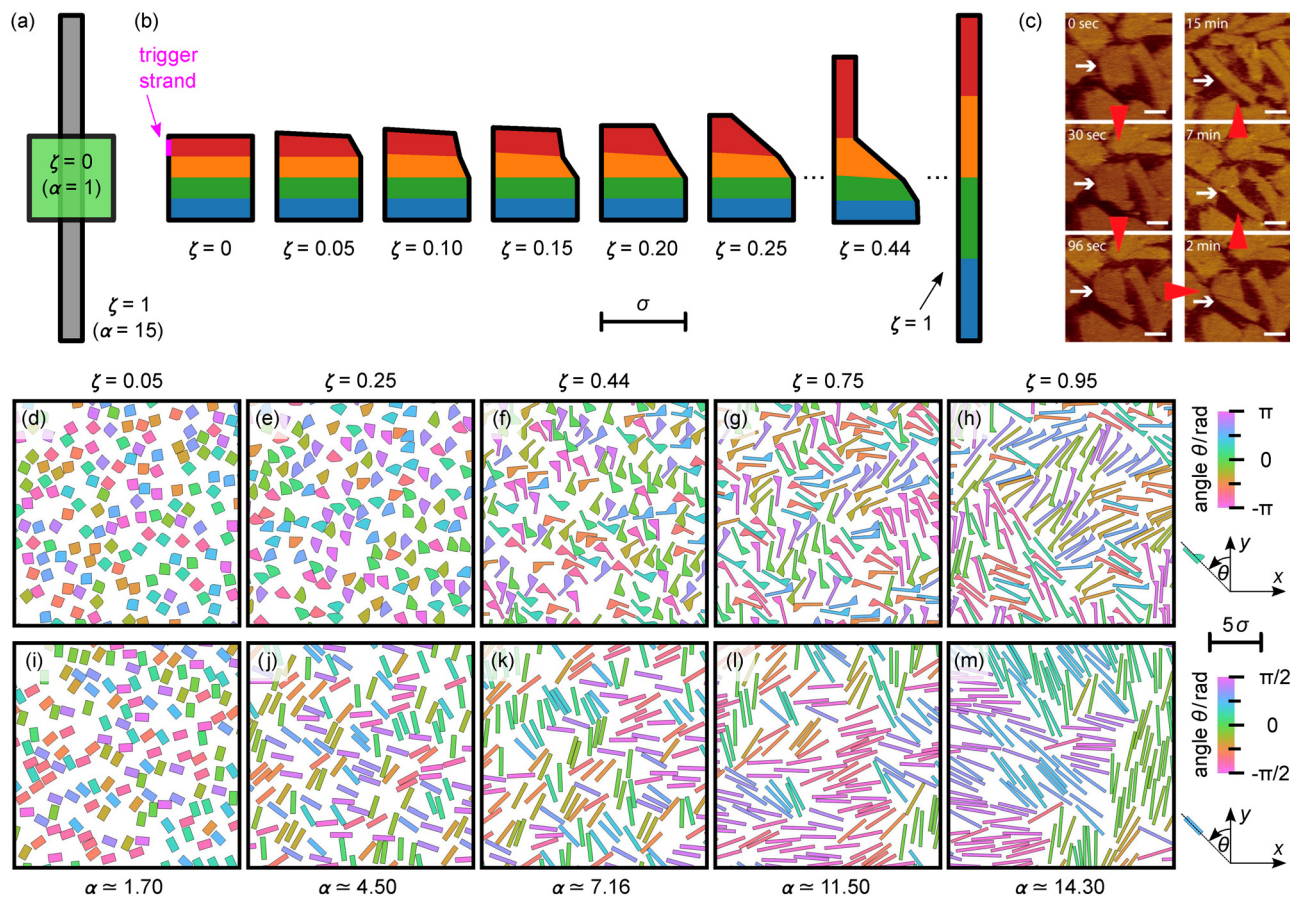 (a)
(b)
(c)
trigger
strand
ζ = 0
(α = 1)
ζ = 1
(α = 15)
ζ = 0
ζ = 0.05
ζ = 0.10
ζ = 0.15
ζ = 0.20
ζ = 0.25
...
ζ = 0.44
...
ζ = 1
σ
0 sec
15 min
30 sec
7 min
96 sec
2 min
ζ = 0.05
ζ = 0.25
ζ = 0.44
ζ = 0.75
ζ = 0.95
(d)
(e)
(f)
(g)
(h)
angle θ/rad
π
0
-π
y
θ
x
5σ
(i)
(j)
(k)
(l)
(m)
angle θ/rad
π/2
0
-π/2
y
θ
x
α ≃ 1.70
α ≃ 4.50
α ≃ 7.16
α ≃ 11.50
α ≃ 14.30